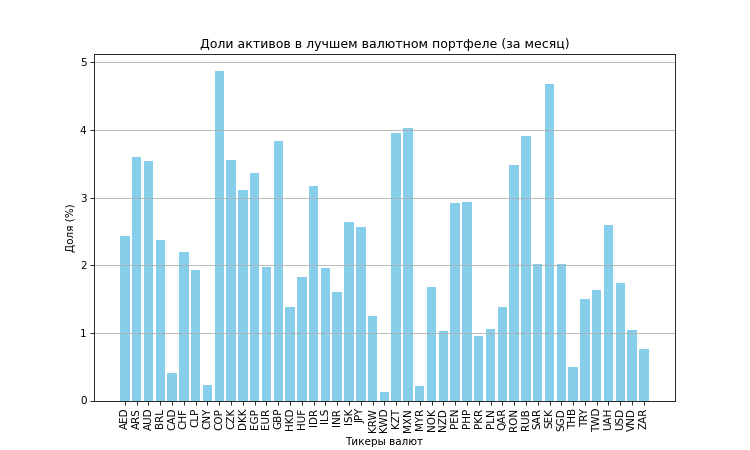 Доли активов в лучшем валютном портфеле (за месяц)
5
4
3
2
1
0
Доля (%)
AED ARS AUD BRL CAD CHF CLP CNY COP CZK DKK EGP EUR GBP HKD HUF IDR ILS INR ISK JPY KRW KWD KZT MXN MYR NOK NZD PEN PHP PKR PLN QAR RON RUB SAR SEK SGD THB TRY TWD UAH USD VND ZAR
Тикеры валют